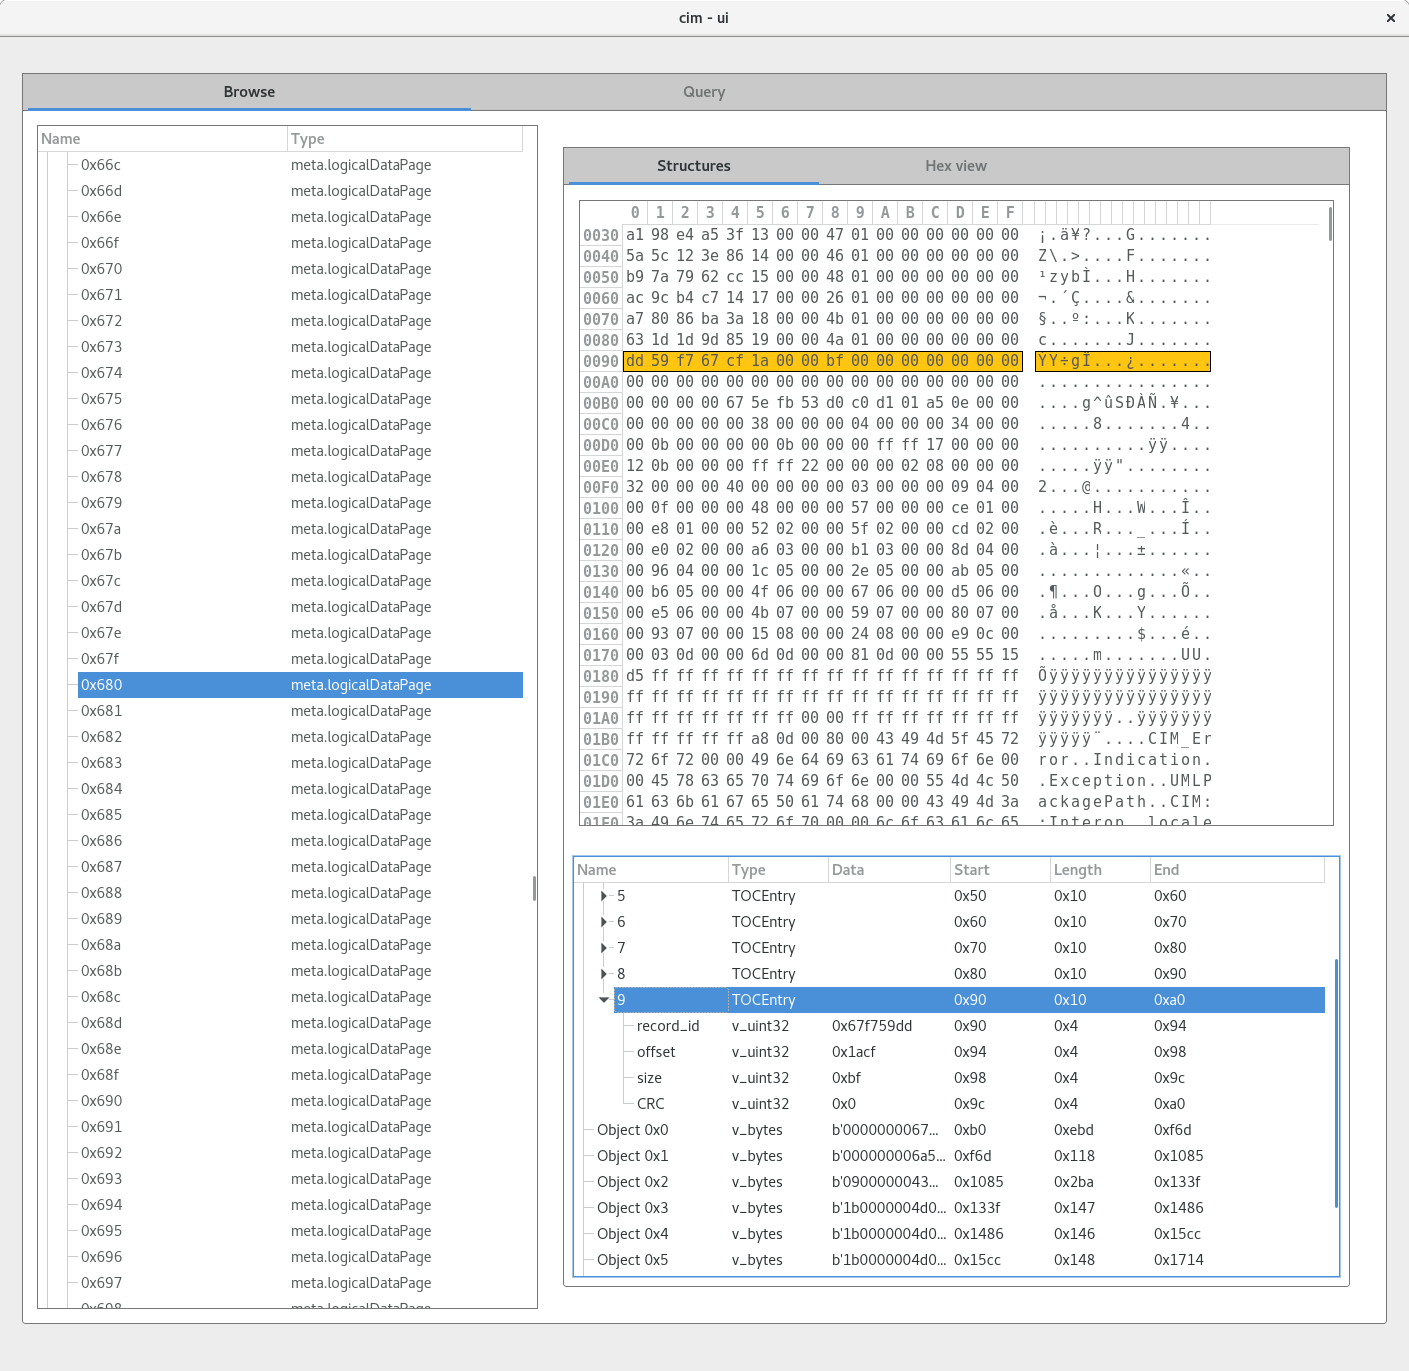 cim - ui
Browse Query
Name Type
0x66c meta.logicalDataPage
0x66d meta.logicalDataPage
0x66e meta.logicalDataPage
0x66f meta.logicalDataPage
0x670 meta.logicalDataPage
0x671 meta.logicalDataPage
0x672 meta.logicalDataPage
0x673 meta.logicalDataPage
0x674 meta.logicalDataPage
0x675 meta.logicalDataPage
0x676 meta.logicalDataPage
0x677 meta.logicalDataPage
0x678 meta.logicalDataPage
0x679 meta.logicalDataPage
0x67a meta.logicalDataPage
0x67b meta.logicalDataPage
0x67c meta.logicalDataPage
0x67d meta.logicalDataPage
0x67e meta.logicalDataPage
0x67f meta.logicalDataPage
0x680 meta.logicalDataPage
0x681 meta.logicalDataPage
0x682 meta.logicalDataPage
0x683 meta.logicalDataPage
0x684 meta.logicalDataPage
0x685 meta.logicalDataPage
0x686 meta.logicalDataPage
0x687 meta.logicalDataPage
0x688 meta.logicalDataPage
0x689 meta.logicalDataPage
0x68a meta.logicalDataPage
0x68b meta.logicalDataPage
0x68c meta.logicalDataPage
0x68d meta.logicalDataPage
0x68e meta.logicalDataPage
0x68f meta.logicalDataPage
0x690 meta.logicalDataPage
0x691 meta.logicalDataPage
0x692 meta.logicalDataPage
0x693 meta.logicalDataPage
0x694 meta.logicalDataPage
0x695 meta.logicalDataPage
0x696 meta.logicalDataPage
0x697 meta.logicalDataPage
0x698 meta.logicalDataPage
Structures Hex view
0 1 2 3 4 5 6 7 8 9 A B C D E F
0030 a1 98 e4 a5 3f 13 00 00 47 01 00 00 00 00 00 00 ¡.ä¥?...G.......
0040 5a 5c 12 3e 86 14 00 00 46 01 00 00 00 00 00 00 Z\.>....F.......
0050 b9 7a 79 62 cc 15 00 00 48 01 00 00 00 00 00 00 ¹zybÌ...H.......
0060 ac 9c b4 c7 14 17 00 00 26 01 00 00 00 00 00 00 ¬.´Ç....&.......
0070 a7 80 86 ba 3a 18 00 00 4b 01 00 00 00 00 00 00 §..º:...K.......
0080 63 1d 1d 9d 85 19 00 00 4a 01 00 00 00 00 00 00 c.......J.......
0090 dd 59 f7 67 cf 1a 00 00 bf 00 00 00 00 00 00 00 ÝY÷gÏ...¿.......
00A0 00 00 00 00 00 00 00 00 00 00 00 00 00 00 00 00 ................
00B0 00 00 00 00 67 5e fb 53 d0 c0 d1 01 a5 0e 00 00 ....g^ûSÐÀÑ.¥...
00C0 00 00 00 00 00 38 00 00 00 04 00 00 00 34 00 00 .....8.......4..
00D0 00 0b 00 00 00 00 0b 00 00 00 ff ff 17 00 00 00 ..........ÿÿ....
00E0 12 0b 00 00 00 ff ff 22 00 00 00 02 08 00 00 00 .....ÿÿ"........
00F0 32 00 00 00 40 00 00 00 00 03 00 00 00 09 04 00 2...@...........
0100 00 0f 00 00 00 48 00 00 00 57 00 00 00 ce 01 00 .....H...W...Î..
0110 00 e8 01 00 00 52 02 00 00 5f 02 00 00 cd 02 00 .è...R..._...Í..
0120 00 e0 02 00 00 a6 03 00 00 b1 03 00 00 8d 04 00 .à...¦...±......
0130 00 96 04 00 00 1c 05 00 00 2e 05 00 00 ab 05 00 .............«..
0140 00 b6 05 00 00 4f 06 00 00 67 06 00 00 d5 06 00 .¶...O...g...Õ..
0150 00 e5 06 00 00 4b 07 00 00 59 07 00 00 80 07 00 .å...K...Y......
0160 00 93 07 00 00 15 08 00 00 24 08 00 00 e9 0c 00 .........$...é..
0170 00 03 0d 00 00 6d 0d 00 00 81 0d 00 00 55 55 15 .....m.......UU.
0180 d5 ff ff ff ff ff ff ff ff ff ff ff ff ff ff ff Õÿÿÿÿÿÿÿÿÿÿÿÿÿÿÿ
0190 ff ff ff ff ff ff ff ff ff ff ff ff ff ff ff ff ÿÿÿÿÿÿÿÿÿÿÿÿÿÿÿÿ
01A0 ff ff ff ff ff ff ff 00 00 ff ff ff ff ff ff ff ÿÿÿÿÿÿÿ..ÿÿÿÿÿÿÿ
01B0 ff ff ff ff ff a8 0d 00 80 00 43 49 4d 5f 45 72 ÿÿÿÿÿ¨....CIM_Er
01C0 72 6f 72 00 00 49 6e 64 69 63 61 74 69 6f 6e 00 ror..Indication.
01D0 00 45 78 63 65 70 74 69 6f 6e 00 00 55 4d 4c 50 .Exception..UMLP
01E0 61 63 6b 61 67 65 50 61 74 68 00 00 43 49 4d 3a ackagePath..CIM:
01F0 3a 49 6e 74 65 72 6f 70 00 00 6c 6f 63 61 6c 65 :Interop..locale
Name Type Data Start Length End
5 TOCEntry 0x50 0x10 0x60
6 TOCEntry 0x60 0x10 0x70
7 TOCEntry 0x70 0x10 0x80
8 TOCEntry 0x80 0x10 0x90
9 TOCEntry 0x90 0x10 0xa0
record_id v_uint32 0x67f759dd 0x90 0x4 0x94
offset v_uint32 0x1acf 0x94 0x4 0x98
size v_uint32 0xbf 0x98 0x4 0x9c
CRC v_uint32 0x0 0x9c 0x4 0xa0
Object 0x0 v_bytes b'0000000067... 0xb0 0xebd 0xf6d
Object 0x1 v_bytes b'000000006a5... 0xf6d 0x118 0x1085
Object 0x2 v_bytes b'0900000043... 0x1085 0x2ba 0x133f
Object 0x3 v_bytes b'1b0000004d0... 0x133f 0x147 0x1486
Object 0x4 v_bytes b'1b0000004d0... 0x1486 0x146 0x15cc
Object 0x5 v_bytes b'1b0000004d0... 0x15cc 0x148 0x1714